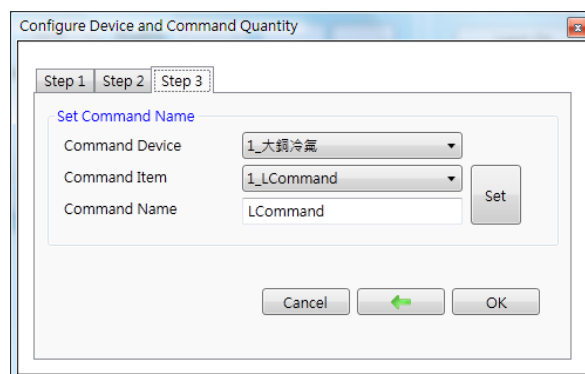 Configure Device and Command Quantity
Step 1 Step 2 Step 3
Set Command Name
Command Device 1_大鋼冷氣
Command Item 1_LCommand
Command Name LCommand
Set
Cancel OK